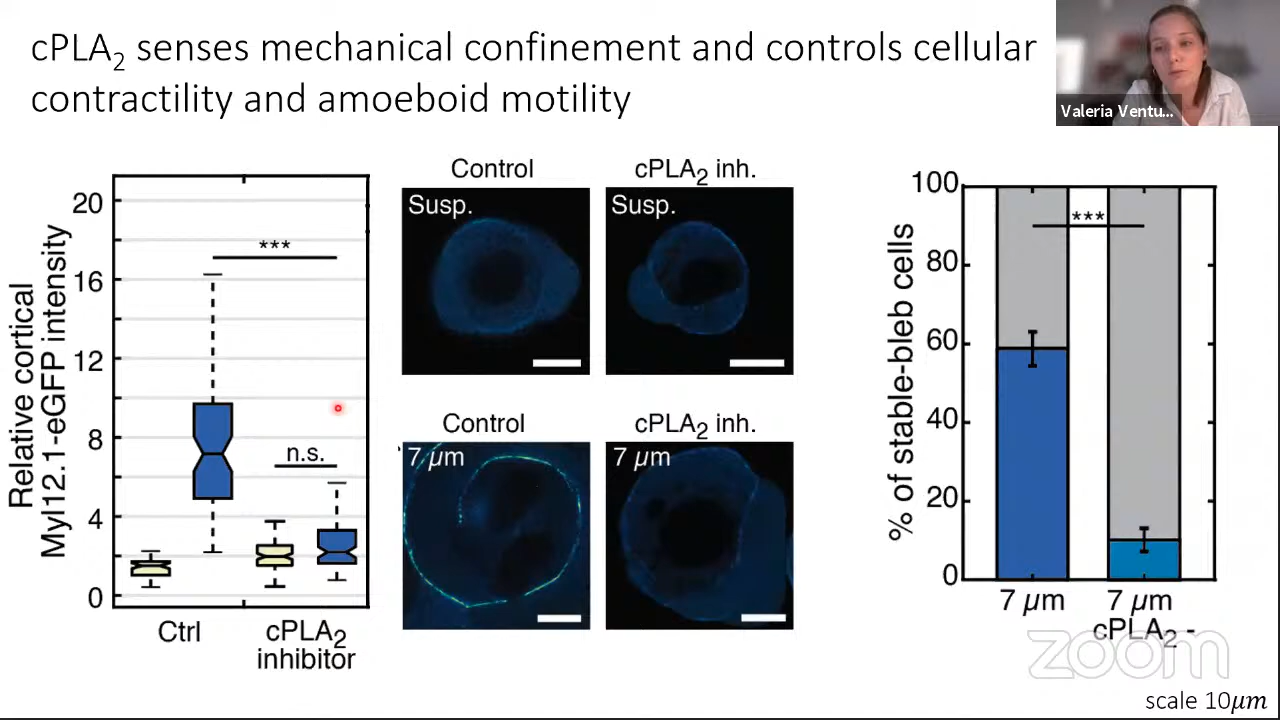 cPLA₂ senses mechanical confinement and controls cellular
contractility and amoeboid motility
Valeria Ventu...
Relative cortical
Myl12.1-eGFP intensity
20
16
12
8
4
0
***
n.s.
Ctrl
cPLA₂
inhibitor
Control
cPLA₂ inh.
Susp.
Susp.
Control
cPLA₂ inh.
7 µm
7 µm
% of stable-bleb cells
100
80
60
40
20
0
***
7 µm
7 µm
cPLA₂ -
zoom
scale 10𝜇𝑚